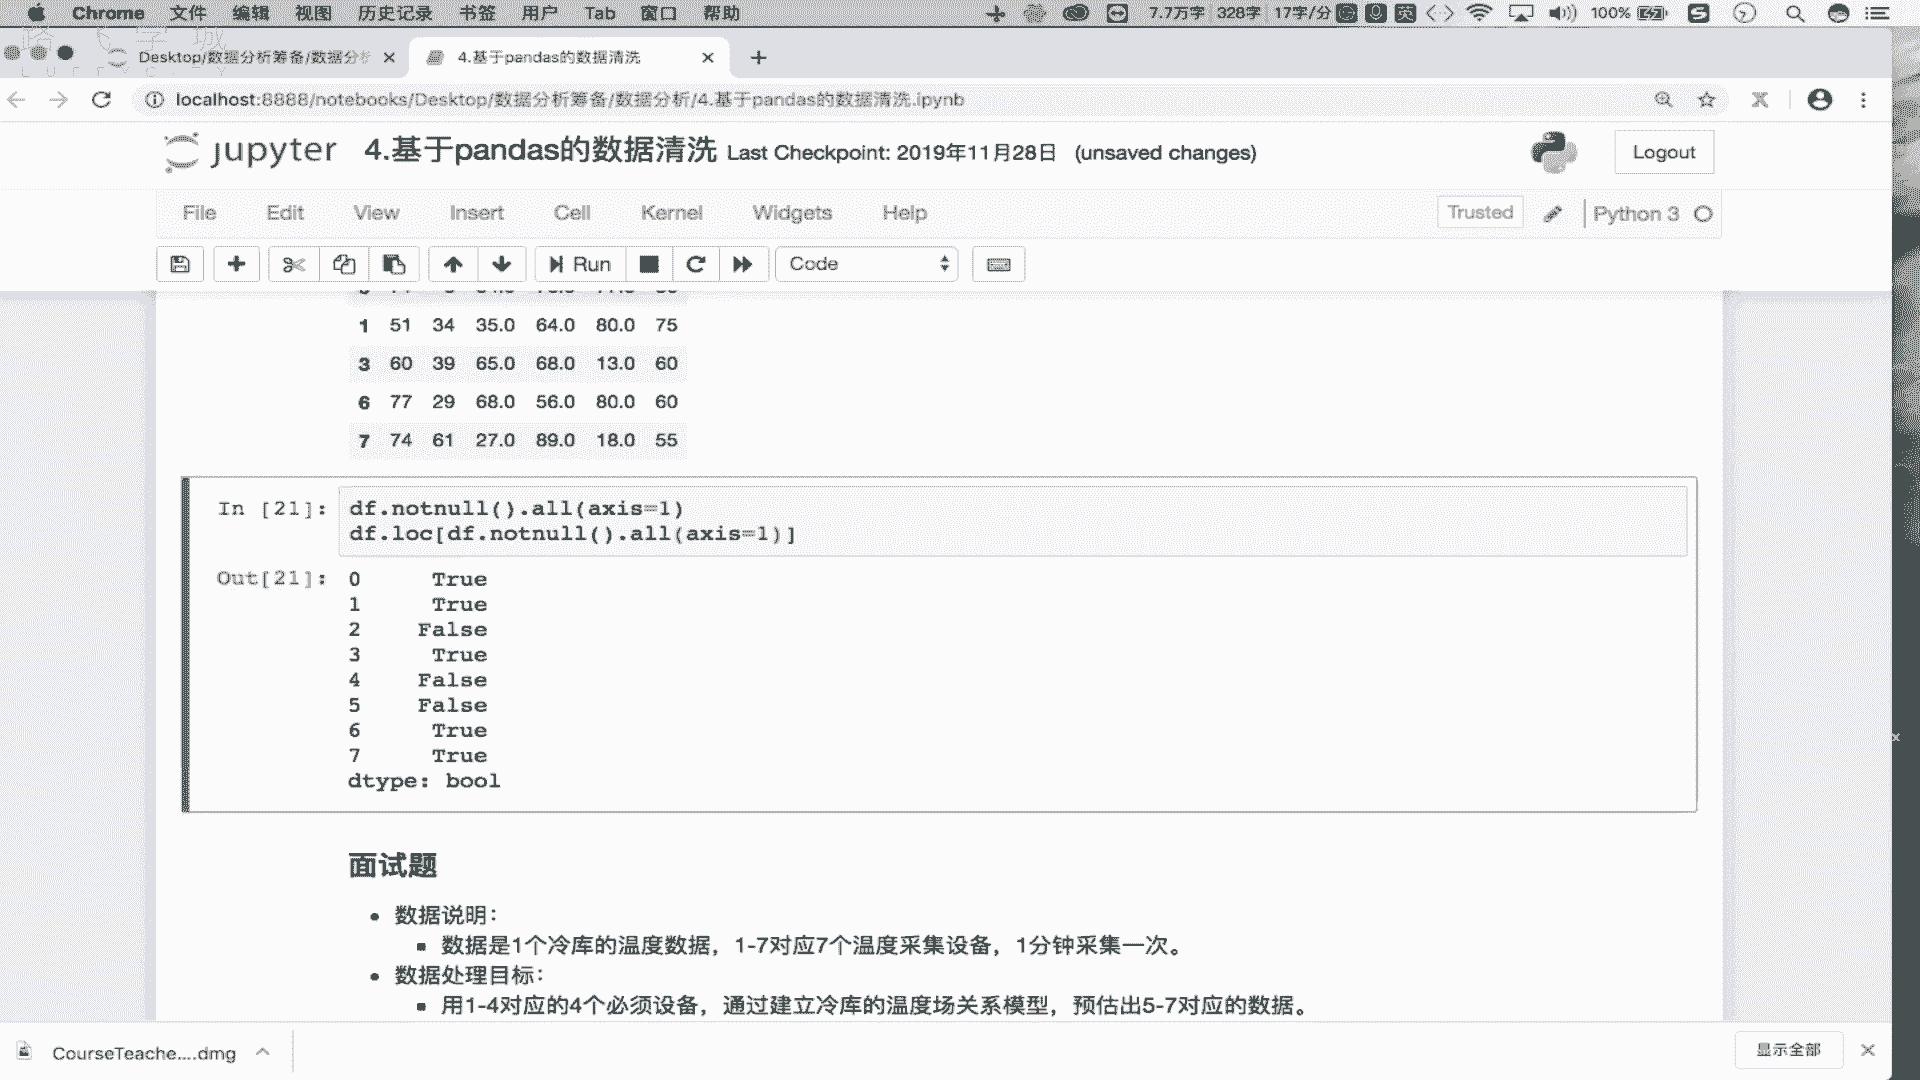 Chrome 文件 编辑 视图 历史记录 书签 用户 Tab 窗口 帮助 7.7万字 328字 17字/分 英 100%
Desktop/数据分析筹备/数据分析 4.基于pandas的数据清洗
localhost:8888/notebooks/Desktop/数据分析筹备/数据分析/4.基于pandas的数据清洗.ipynb
jupyter 4.基于pandas的数据清洗 Last Checkpoint: 2019年11月28日 (unsaved changes) Logout
File Edit View Insert Cell Kernel Widgets Help Trusted Python 3
Run Code
1 51 34 35.0 64.0 80.0 75
3 60 39 65.0 68.0 13.0 60
6 77 29 68.0 56.0 80.0 60
7 74 61 27.0 89.0 18.0 55
In [21]: df.notnull().all(axis=1)
df.loc[df.notnull().all(axis=1)]
Out[21]: 0 True
1 True
2 False
3 True
4 False
5 False
6 True
7 True
dtype: bool
面试题
数据说明：
数据是1个冷库的温度数据，1-7对应7个温度采集设备，1分钟采集一次。
数据处理目标：
用1-4对应的4个必须设备，通过建立冷库的温度场关系模型，预估出5-7对应的数据。
CourseTeache....dmg 显示全部